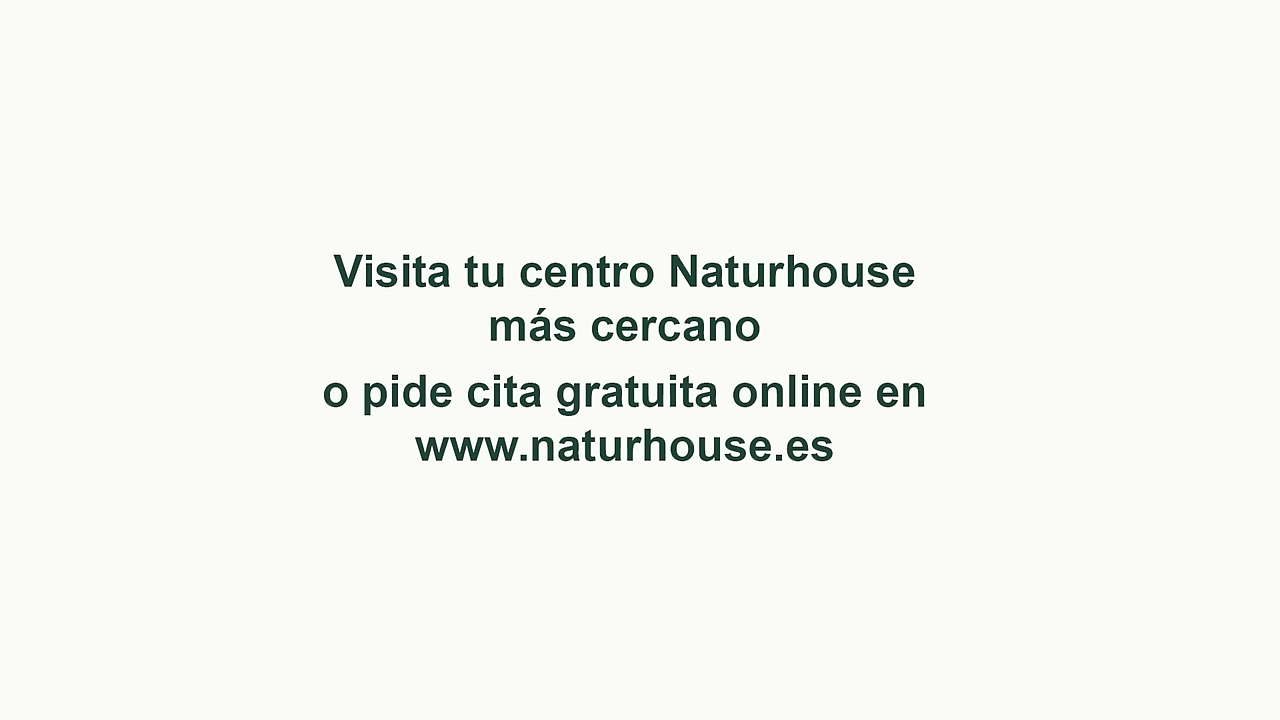 Visita tu centro Naturhouse
más cercano
o pide cita gratuita online en
www.naturhouse.es